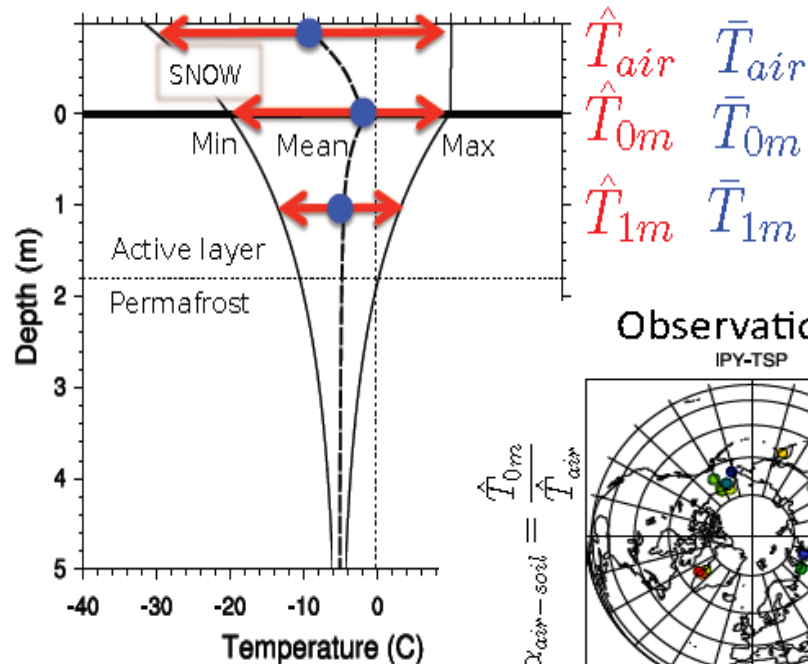 T̂air T̄air
SNOW
T̂0m T̄0m
Min Mean Max
T̂1m T̄1m
Active layer
Permafrost
Depth (m)
0
1
2
3
4
5
-40 -30 -20 -10 0
Temperature (C)
Observatio
IPY-TSP
αair−soil = T̂0m / T̂air